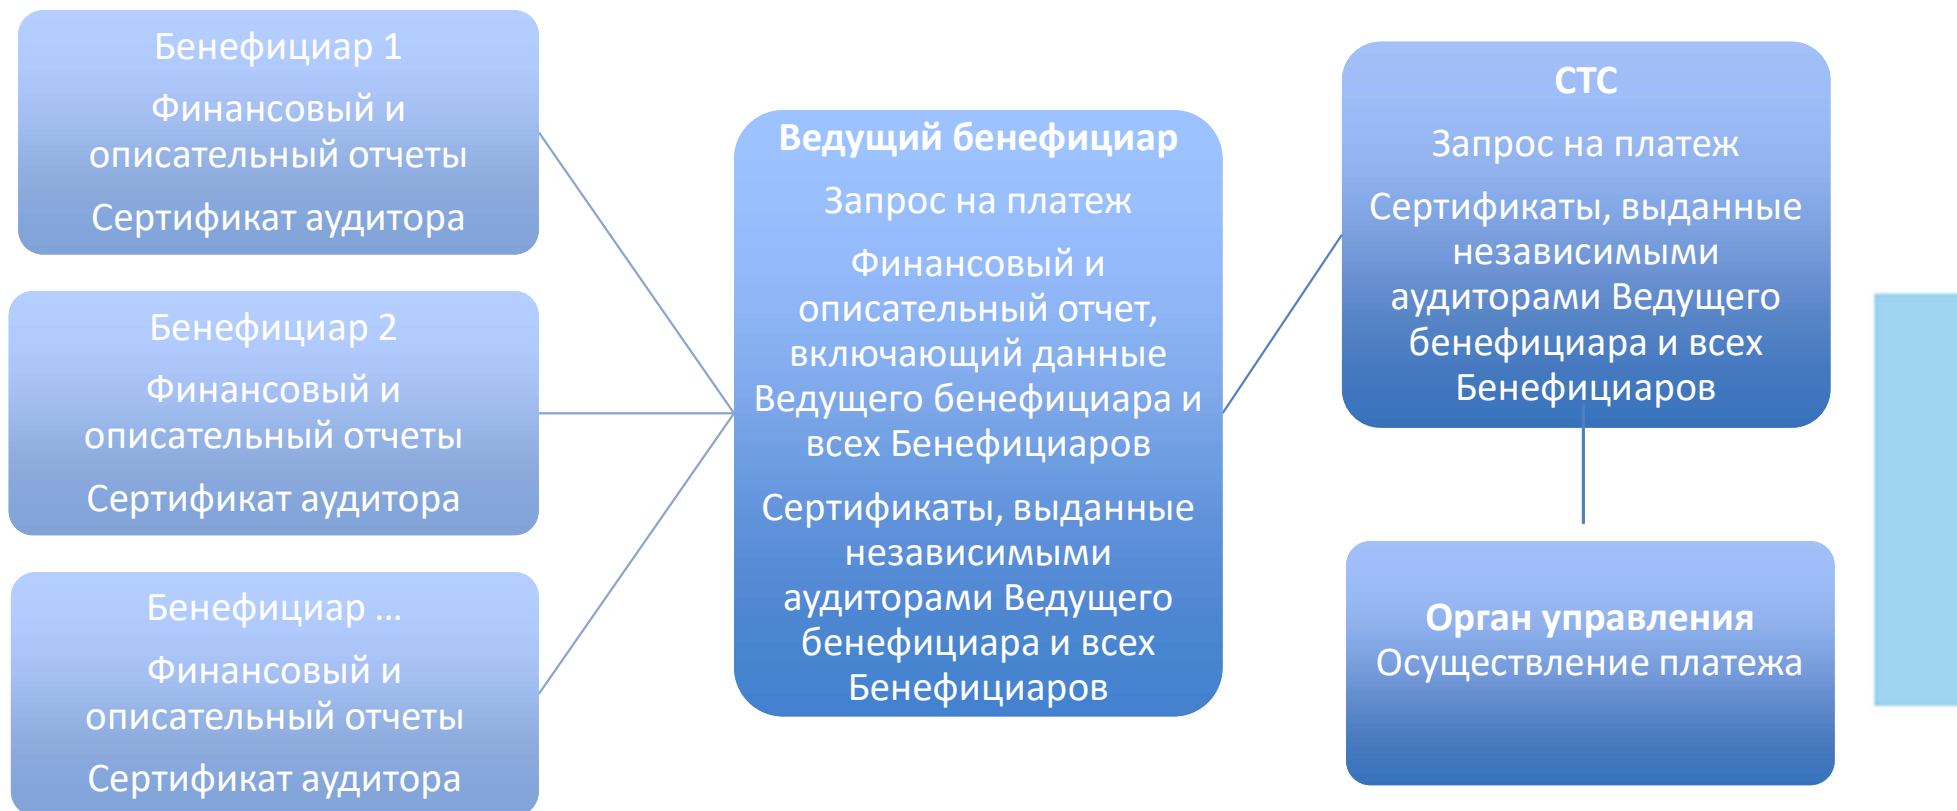 Бенефициар 1
Финансовый и
описательный отчеты
Сертификат аудитора
Бенефициар 2
Финансовый и
описательный отчеты
Сертификат аудитора
Бенефициар ...
Финансовый и
описательный отчеты
Сертификат аудитора
Ведущий бенефициар
Запрос на платеж
Финансовый и
описательный отчет,
включающий данные
Ведущего бенефициара и
всех Бенефициаров
Сертификаты, выданные
независимыми
аудиторами Ведущего
бенефициара и всех
Бенефициаров
СТС
Запрос на платеж
Сертификаты, выданные
независимыми
аудиторами Ведущего
бенефициара и всех
Бенефициаров
Орган управления
Осуществление платежа